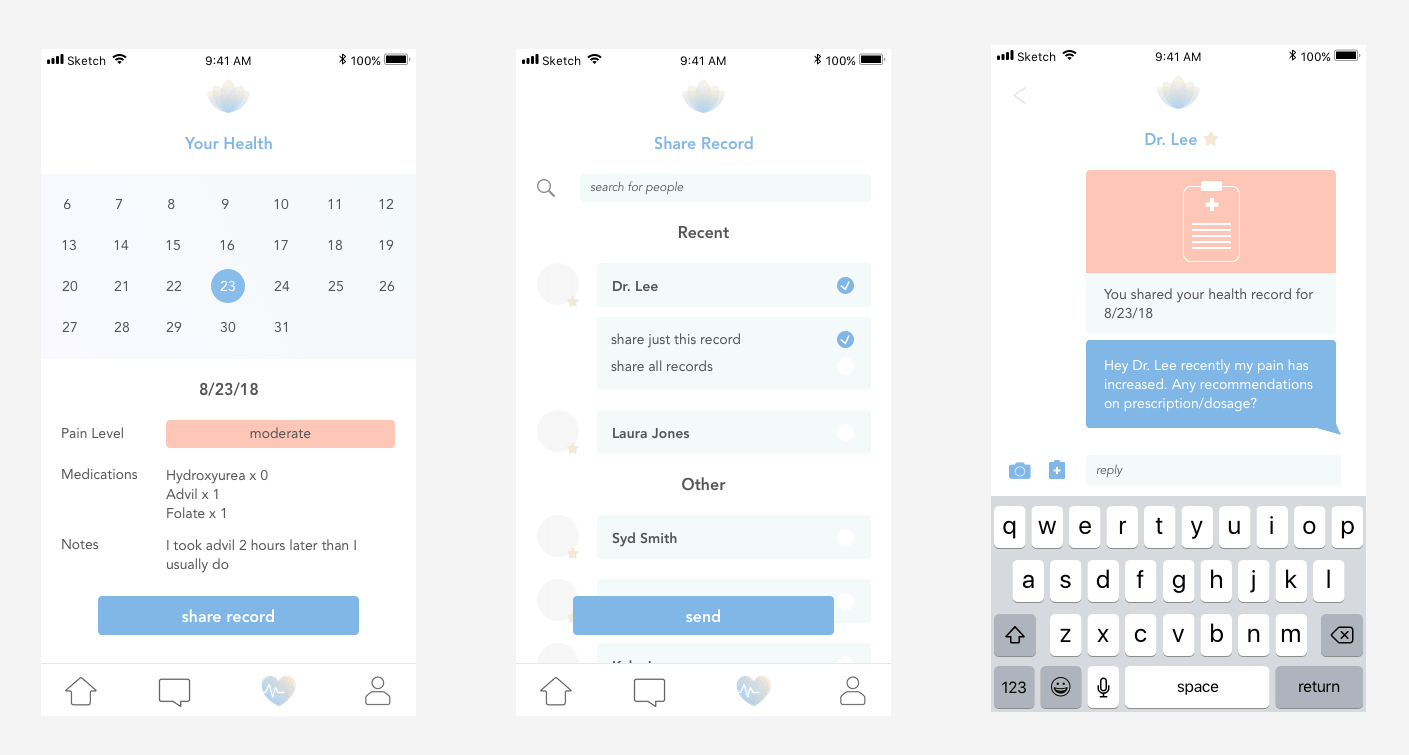 Sketch 9:41 AM 100%
Your Health
6 7 8 9 10 11 12
13 14 15 16 17 18 19
20 21 22 23 24 25 26
27 28 29 30 31
8/23/18
Pain Level moderate
Medications Hydroxyurea x 0
Advil x 1
Folate x 1
Notes I took advil 2 hours later than I
usually do
share record
Sketch 9:41 AM 100%
Share Record
search for people
Recent
Dr. Lee
share just this record
share all records
Laura Jones
Other
Syd Smith
send
Sketch 9:41 AM 100%
<
Dr. Lee
You shared your health record for
8/23/18
Hey Dr. Lee recently my pain has
increased. Any recommendations
on prescription/dosage?
reply
q w e r t y u i o p
a s d f g h j k l
z x c v b n m
123 space return